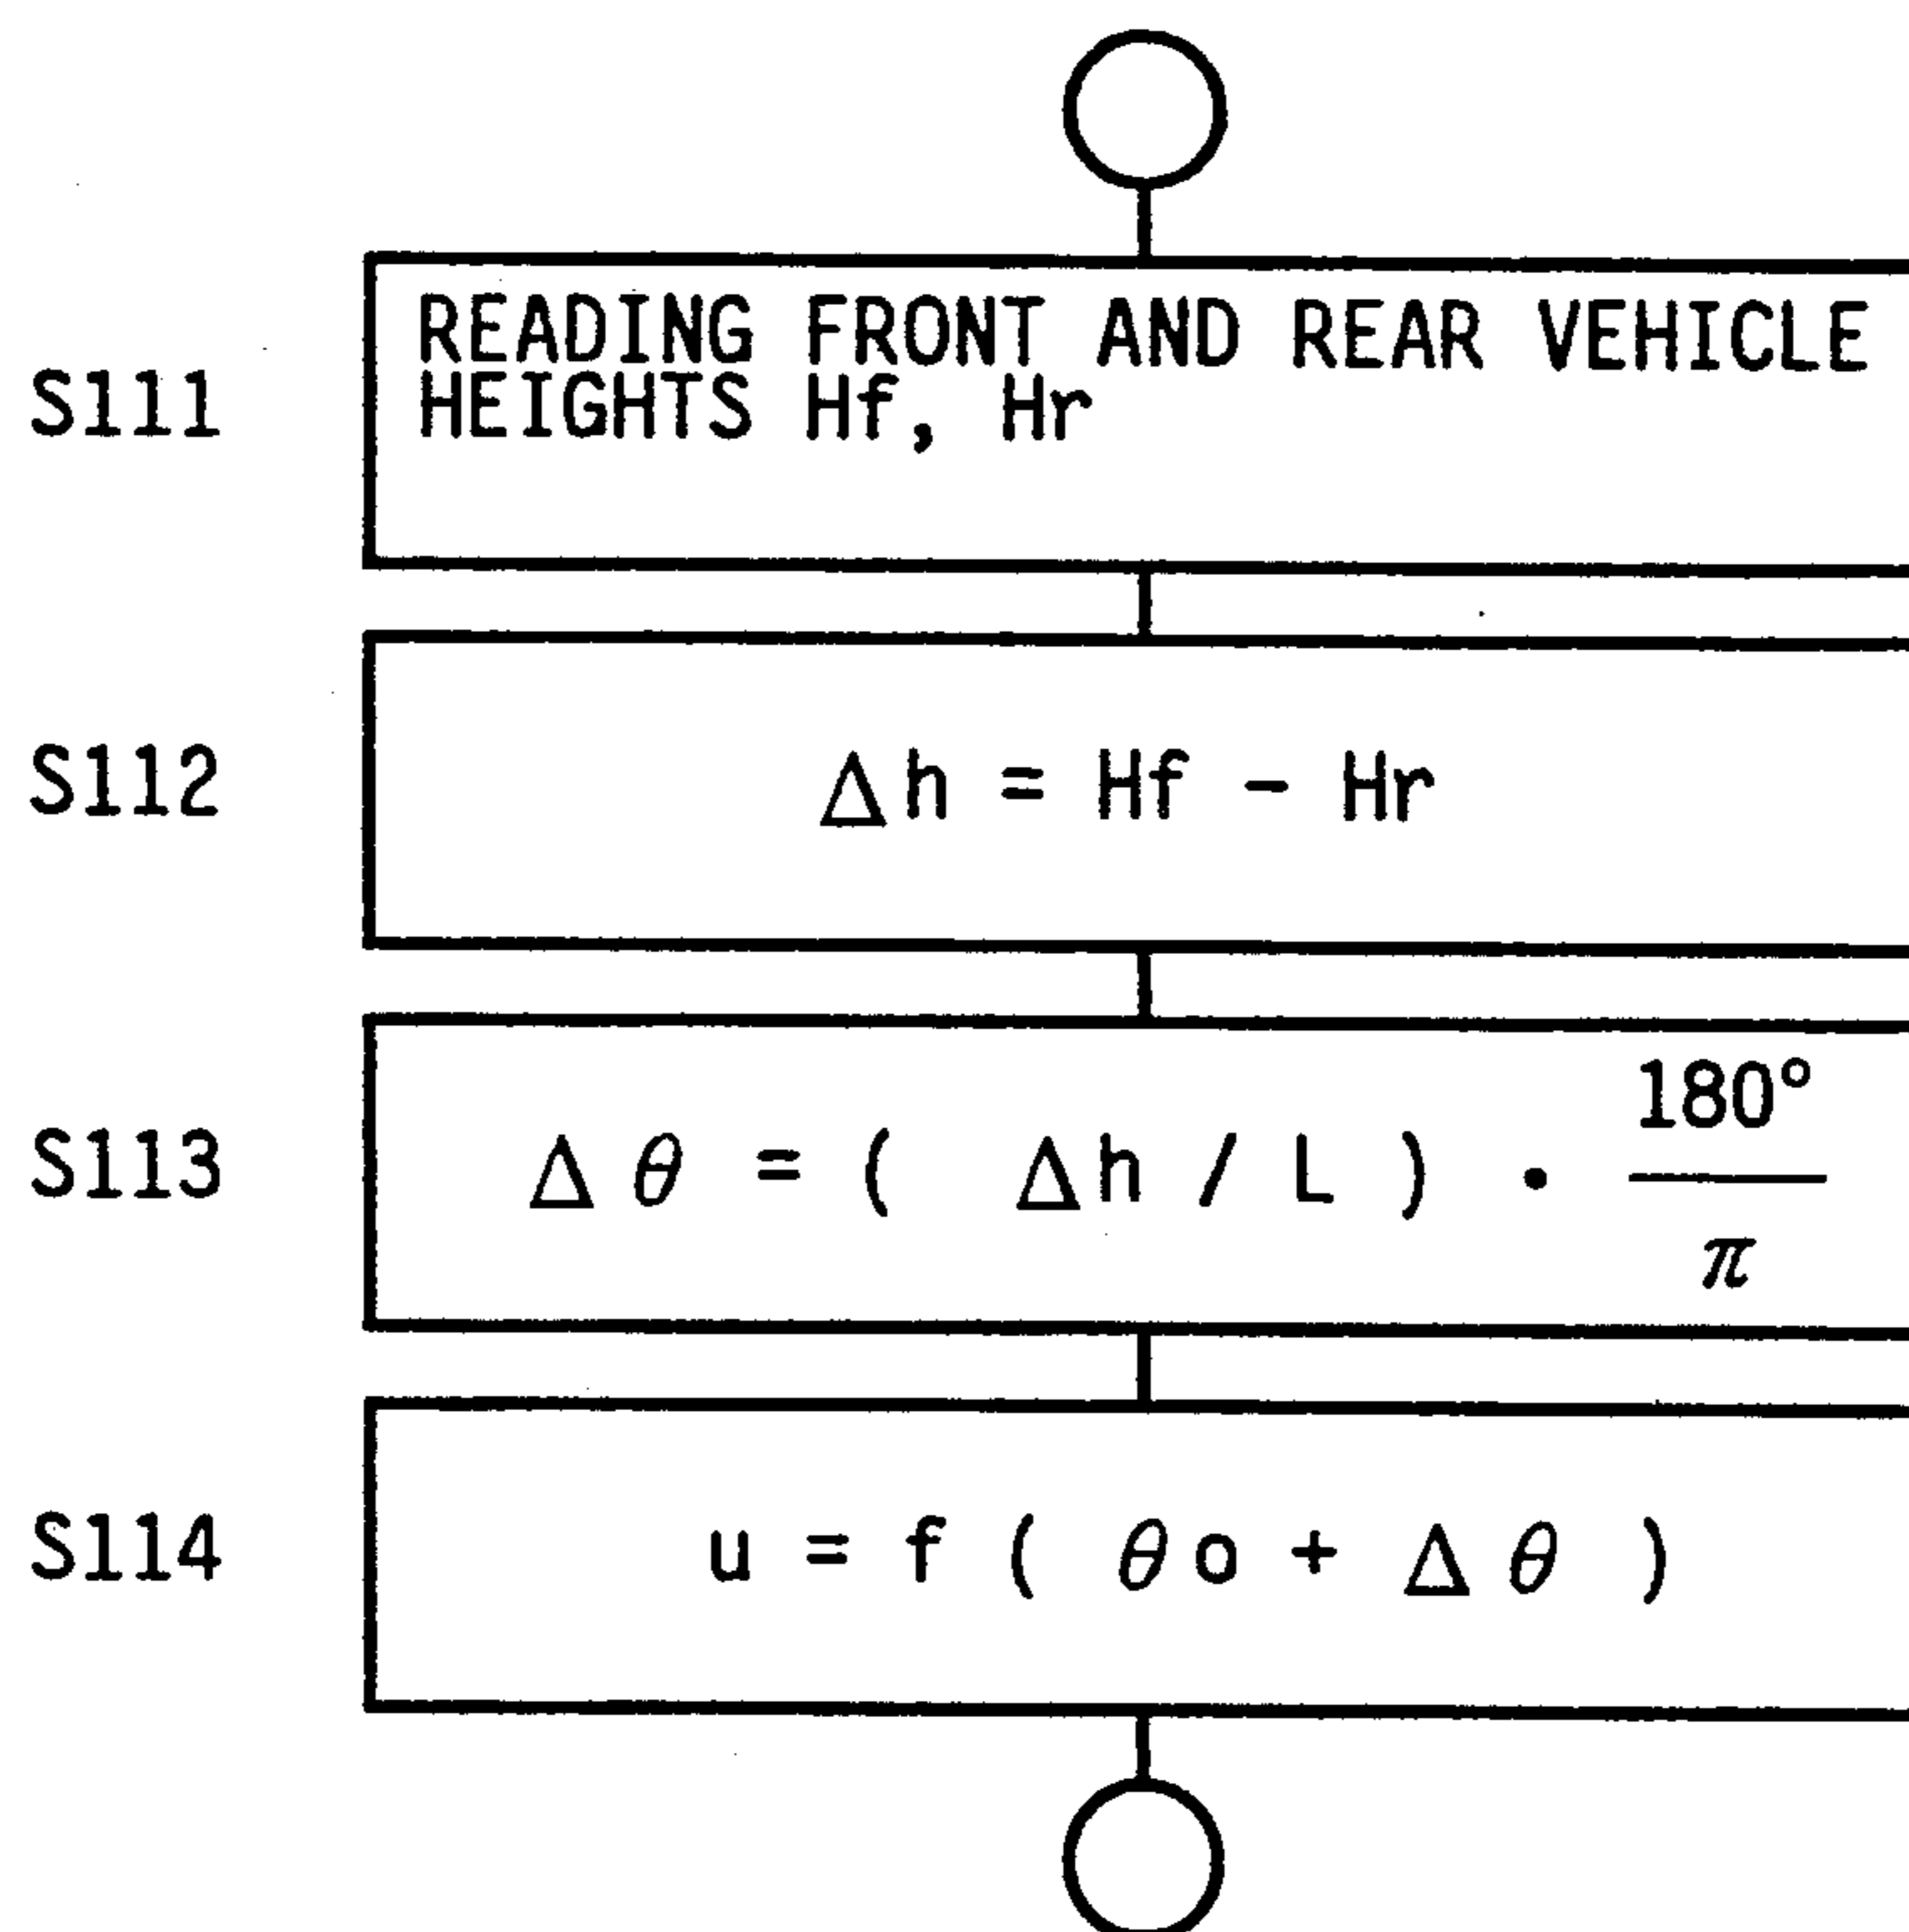 READING FRONT AND REAR VEHICLE
S111 HEIGHTS Hf, Hr
S112 Δh = Hf - Hr
180°
S113 Δθ = ( Δh / L ) •
π
S114 u = f ( θo + Δθ )